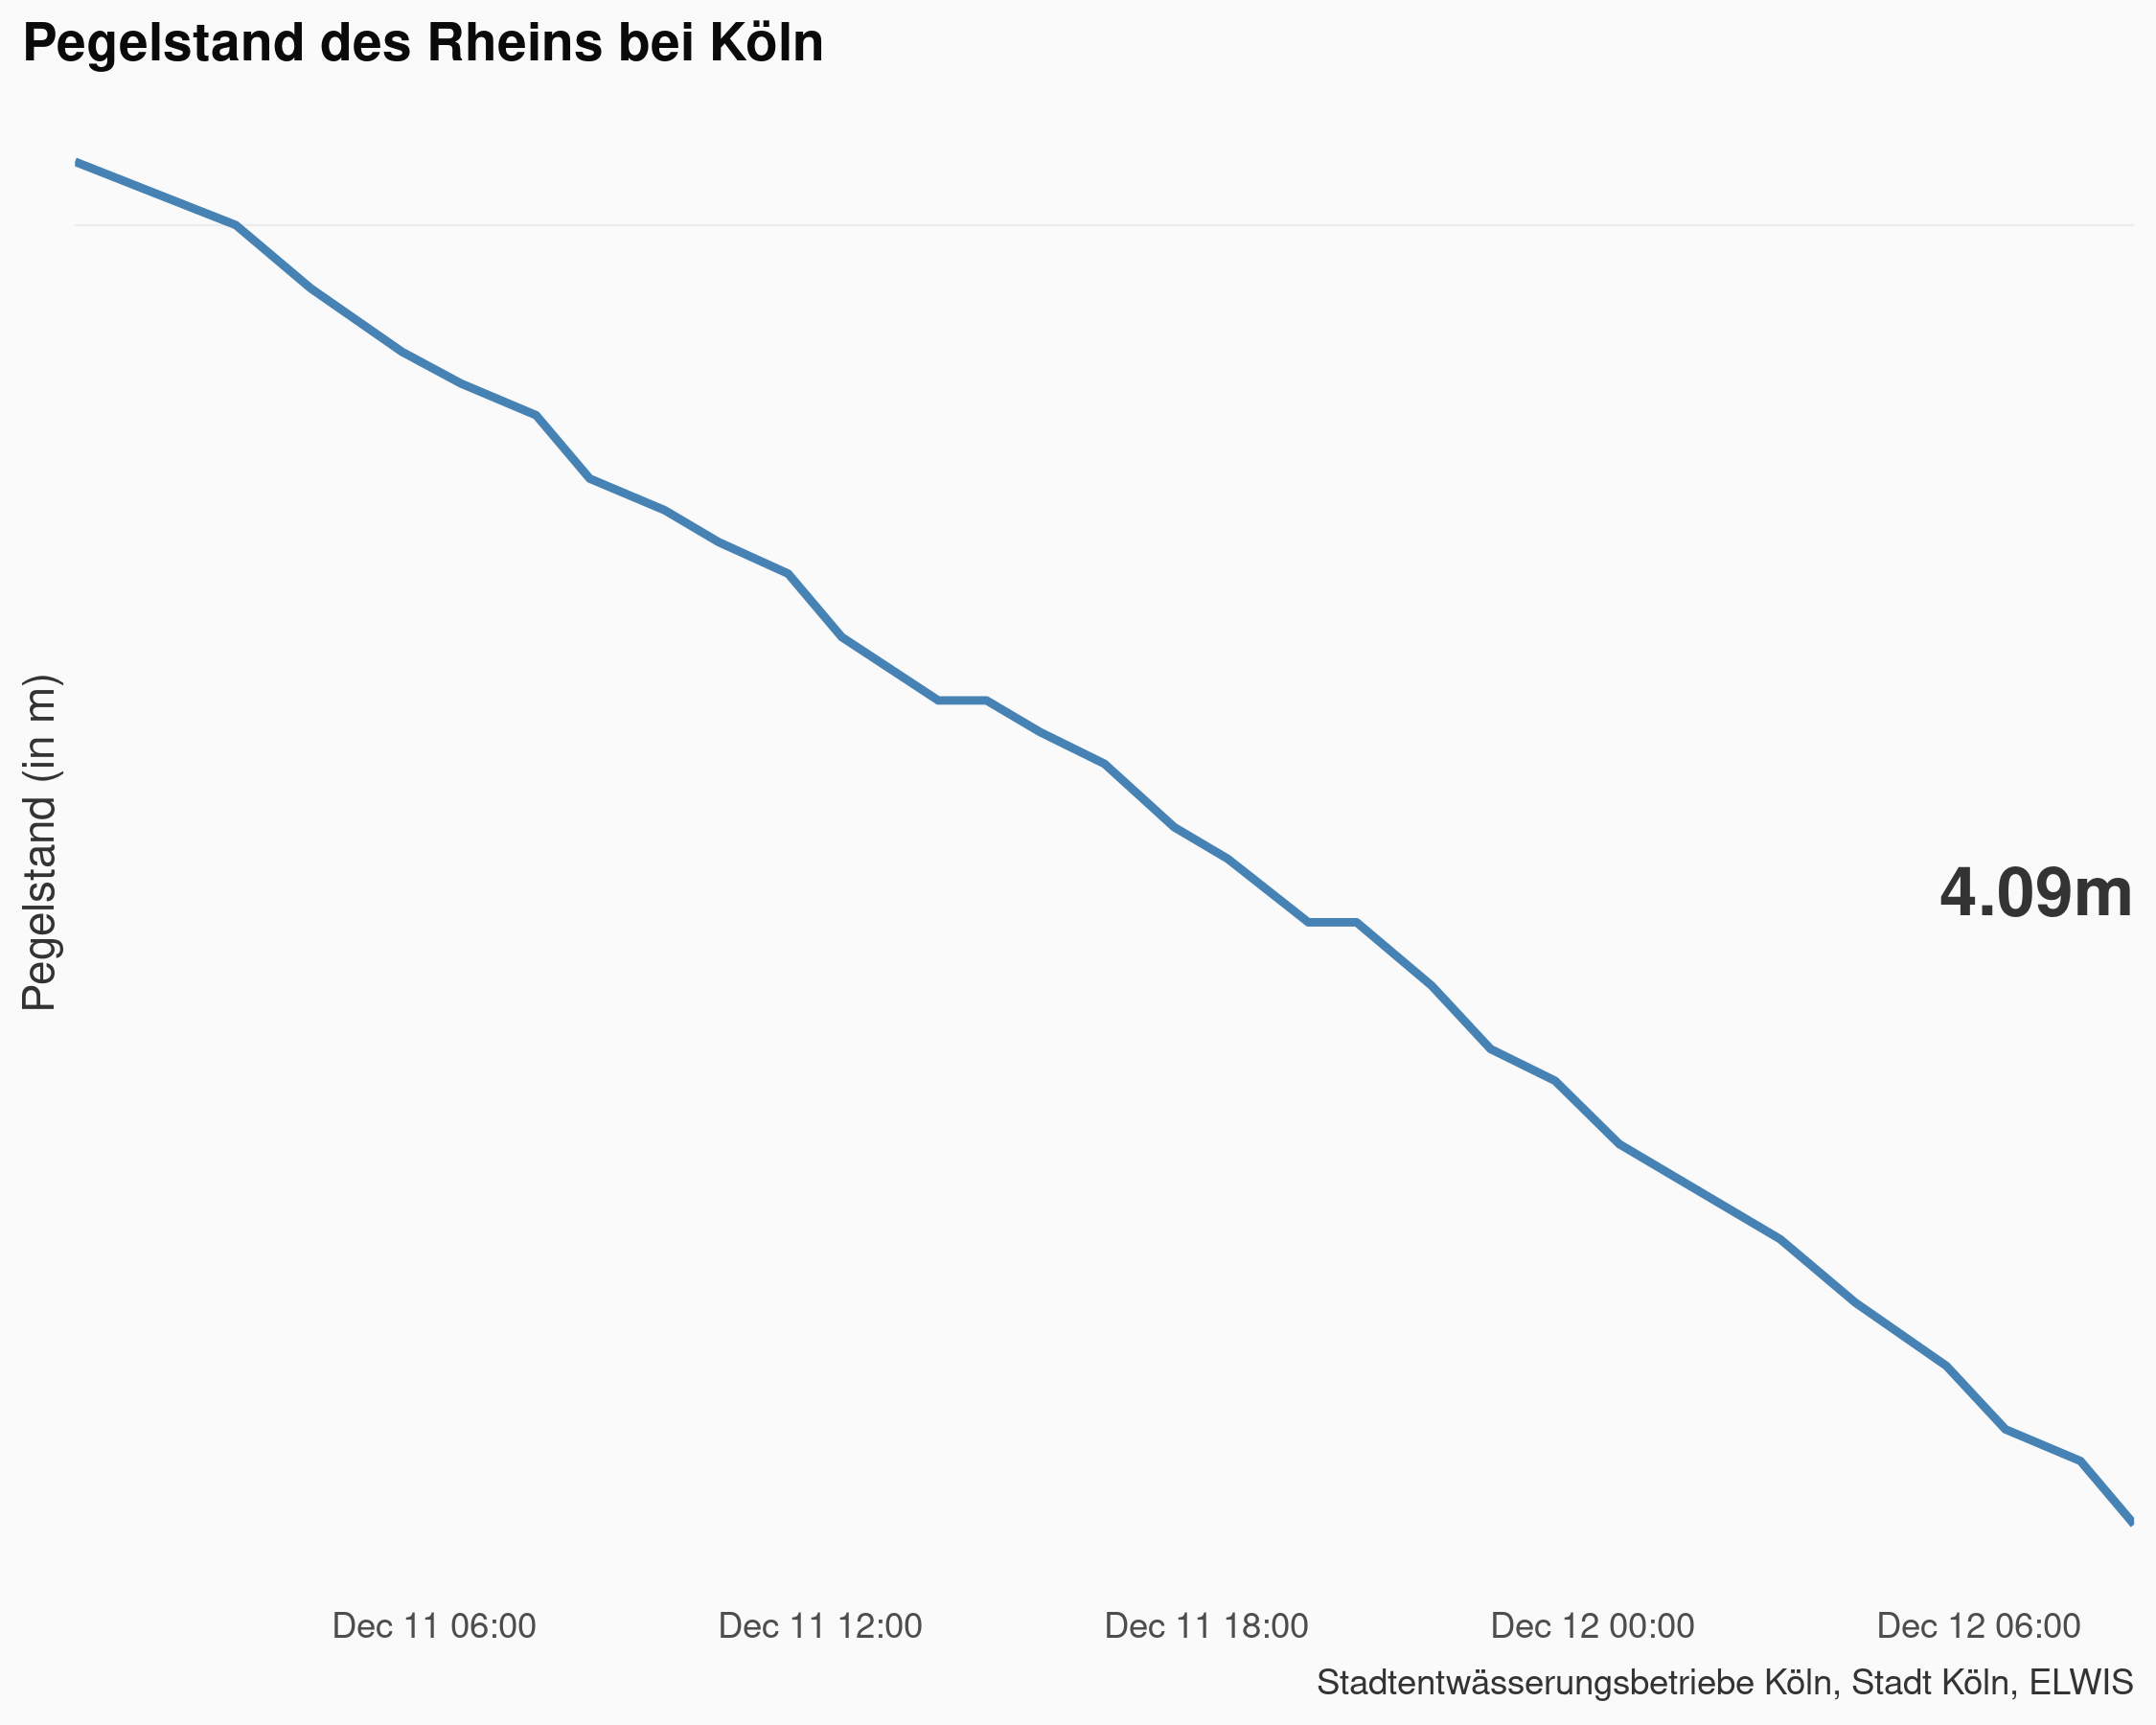 Pegelstand des Rheins bei Köln
Pegelstand (in m)
4.09m
Dec 11 06:00
Dec 11 12:00
Dec 11 18:00
Dec 12 00:00
Dec 12 06:00
Stadtentwässerungsbetriebe Köln, Stadt Köln, ELWIS